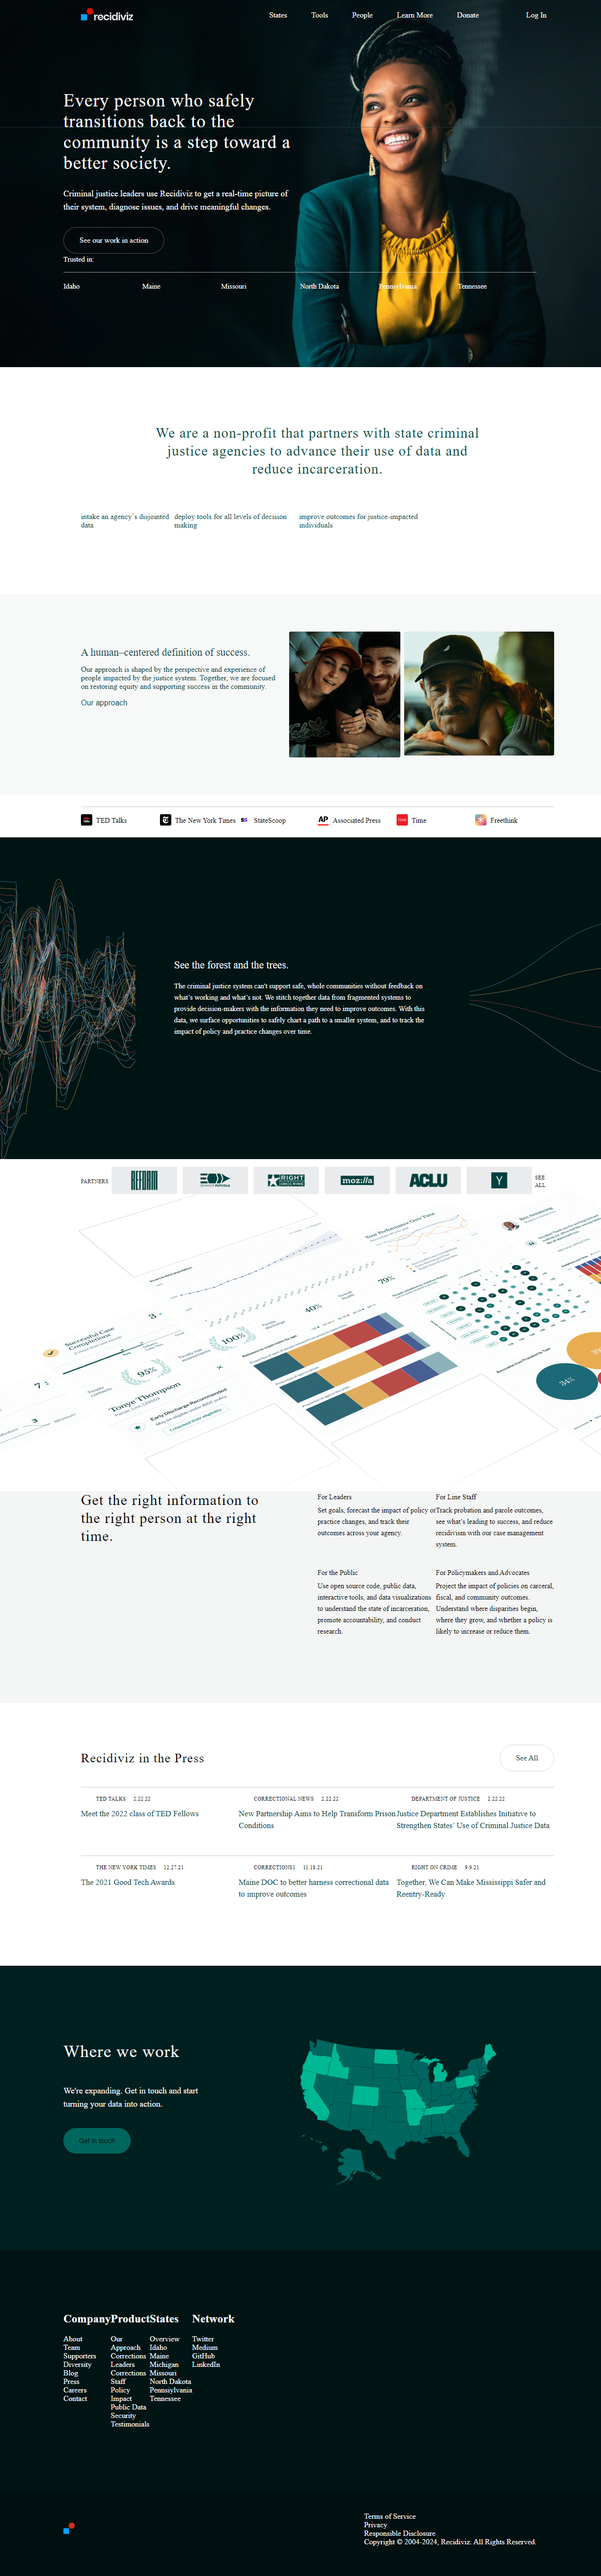 recidiviz
States Tools People Learn More Donate Log In
Every person who safely
transitions back to the
community is a step toward a
better society.
Criminal justice leaders use Recidiviz to get a real-time picture of
their system, diagnose issues, and drive meaningful changes.
See our work in action
Trusted in:
Idaho Maine Missouri North Dakota Pennsylvania Tennessee
We are a non-profit that partners with state criminal
justice agencies to advance their use of data and
reduce incarceration.
intake an agency`s disjointed
data
deploy tools for all levels of decision
making
improve outcomes for justice-impacted
individuals
A human–centered definition of success.
Our approach is shaped by the perspective and experience of
people impacted by the justice system. Together, we are focused
on restoring equity and supporting success in the community.
Our approach
TED Talks The New York Times StateScoop AP Associated Press Time Freethink
See the forest and the trees.
The criminal justice system can't support safe, whole communities without feedback on
what's working and what's not. We stitch together data from fragmented systems to
provide decision-makers with the information they need to improve outcomes. With this
data, we surface opportunities to safely chart a path to a smaller system, and to track the
impact of policy and practice changes over time.
PARTNERS
REFORM
RIGHT
ON CRIME
moz://a
ACLU
Y
SEE
ALL
Your Performance Over Time
Successful Case
Completions
3
79%
40%
100%
95%
7
3
Tonye Thompson
Early Discharge Recommended
34%
Get the right information to
the right person at the right
time.
For Leaders
Set goals, forecast the impact of policy or
practice changes, and track their
outcomes across your agency.
For Line Staff
Track probation and parole outcomes,
see what's leading to success, and reduce
recidivism with our case management
system.
For the Public
Use open source code, public data,
interactive tools, and data visualizations
to understand the state of incarceration,
promote accountability, and conduct
research.
For Policymakers and Advocates
Project the impact of policies on carceral,
fiscal, and community outcomes.
Understand where disparities begin,
where they grow, and whether a policy is
likely to increase or reduce them.
Recidiviz in the Press
See All
TED TALKS 2.22.22
Meet the 2022 class of TED Fellows
CORRECTIONAL NEWS 2.22.22
New Partnership Aims to Help Transform Prison
Conditions
DEPARTMENT OF JUSTICE 2.22.22
Justice Department Establishes Initiative to
Strengthen States' Use of Criminal Justice Data
THE NEW YORK TIMES 12.27.21
The 2021 Good Tech Awards
CORRECTIONS1 11.18.21
Maine DOC to better harness correctional data
to improve outcomes
RIGHT ON CRIME 9.9.21
Together, We Can Make Mississippi Safer and
Reentry-Ready
Where we work
We're expanding. Get in touch and start
turning your data into action.
Get in touch
Company
About
Team
Supporters
Diversity
Blog
Press
Careers
Contact
Product
Our
Approach
Corrections
Leaders
Corrections
Staff
Policy
Impact
Public Data
Security
Testimonials
States
Overview
Idaho
Maine
Michigan
Missouri
North Dakota
Pennsiylvania
Tennessee
Network
Twitter
Medium
GitHub
LinkedIn
Terms of Service
Privacy
Responsible Disclosure
Copyright © 2004-2024, Recidiviz. All Rights Reserved.